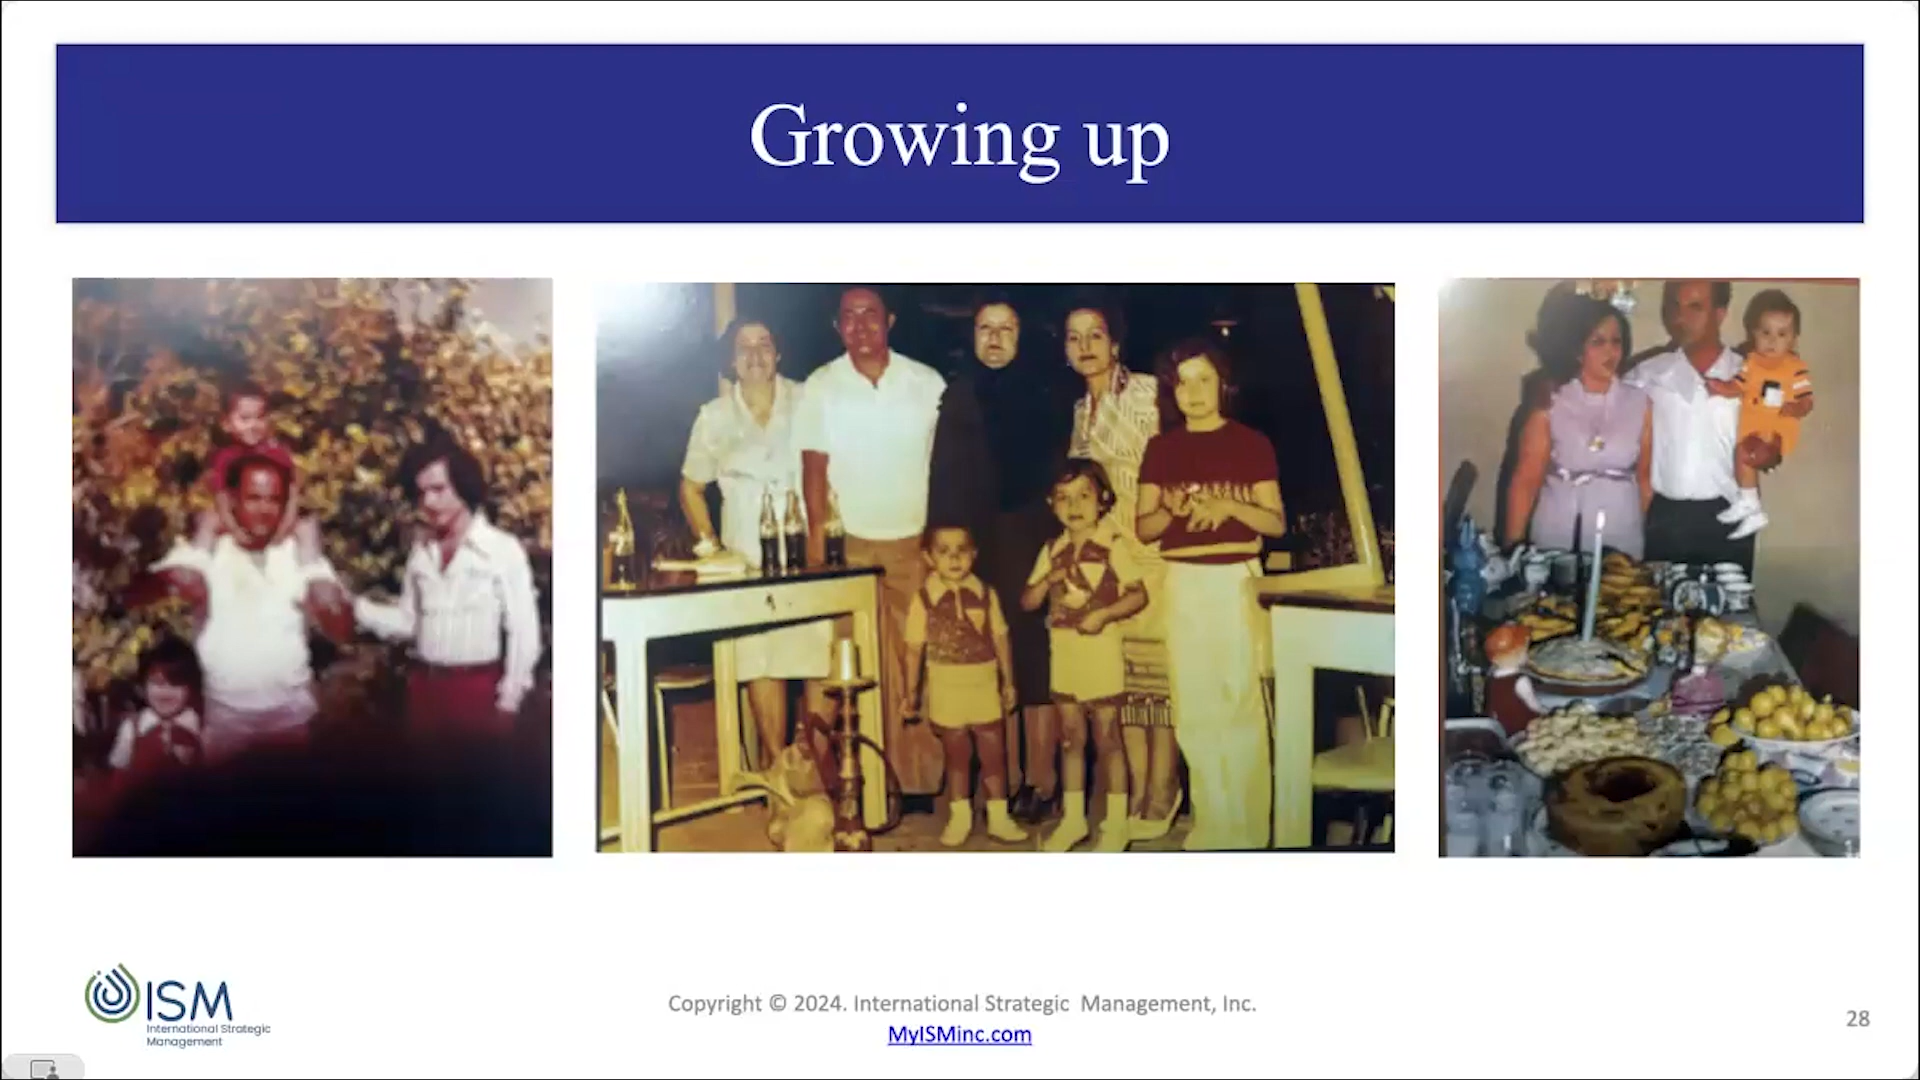 Growing up
ISM
International Strategic
Management
Copyright © 2024. International Strategic Management, Inc.
MyISMinc.com
28